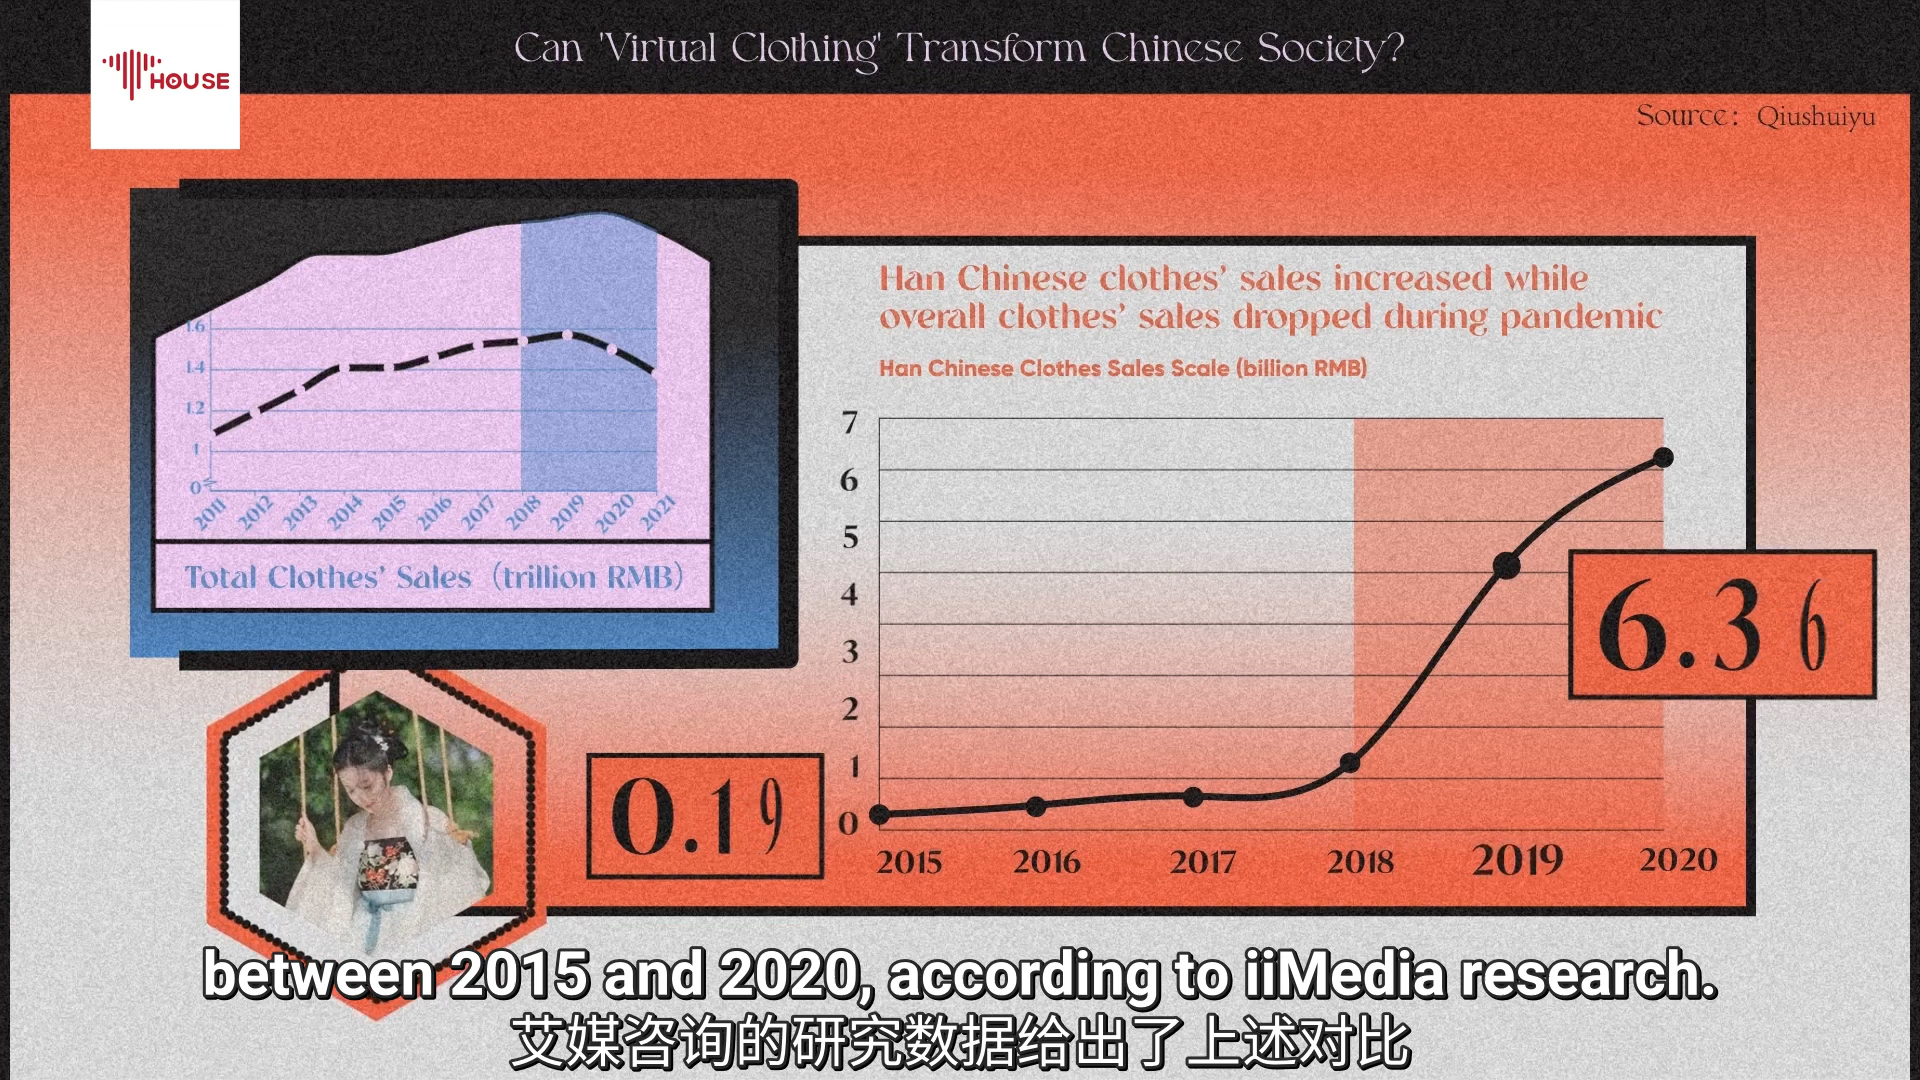 HOUSE
Can 'Virtual Clothing' Transform Chinese Society?
Source: Qiushuiyu
1.6
1.4
1.2
1
0
2011 2012 2013 2014 2015 2016 2017 2018 2019 2020 2021
Total Clothes' Sales (trillion RMB)
Han Chinese clothes' sales increased while
overall clothes' sales dropped during pandemic
Han Chinese Clothes Sales Scale (billion RMB)
7
6
5
4
3
2
1
0
2015 2016 2017 2018 2019 2020
6.36
0.19
between 2015 and 2020, according to iiMedia research.
艾媒咨询的研究数据给出了上述对比